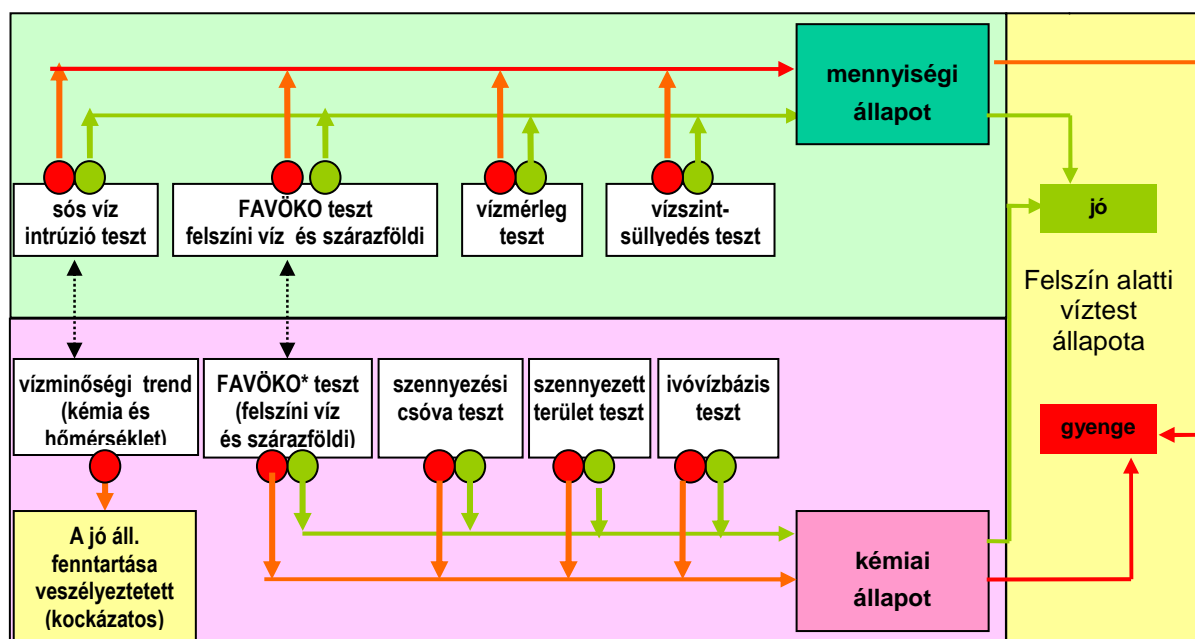 mennyiségi
állapot
sós víz
intrúzió teszt
FAVÖKO teszt
felszíni víz és szárazföldi
vízmérleg
teszt
vízszint-
süllyedés teszt
jó
Felszín alatti
víztest
állapota
vízminőségi trend
(kémia és
hőmérséklet)
FAVÖKO* teszt
(felszíni víz
és szárazföldi)
szennyezési
csóva teszt
szennyezett
terület teszt
ivóvízbázis
teszt
gyenge
A jó áll.
fenntartása
veszélyeztetett
(kockázatos)
kémiai
állapot